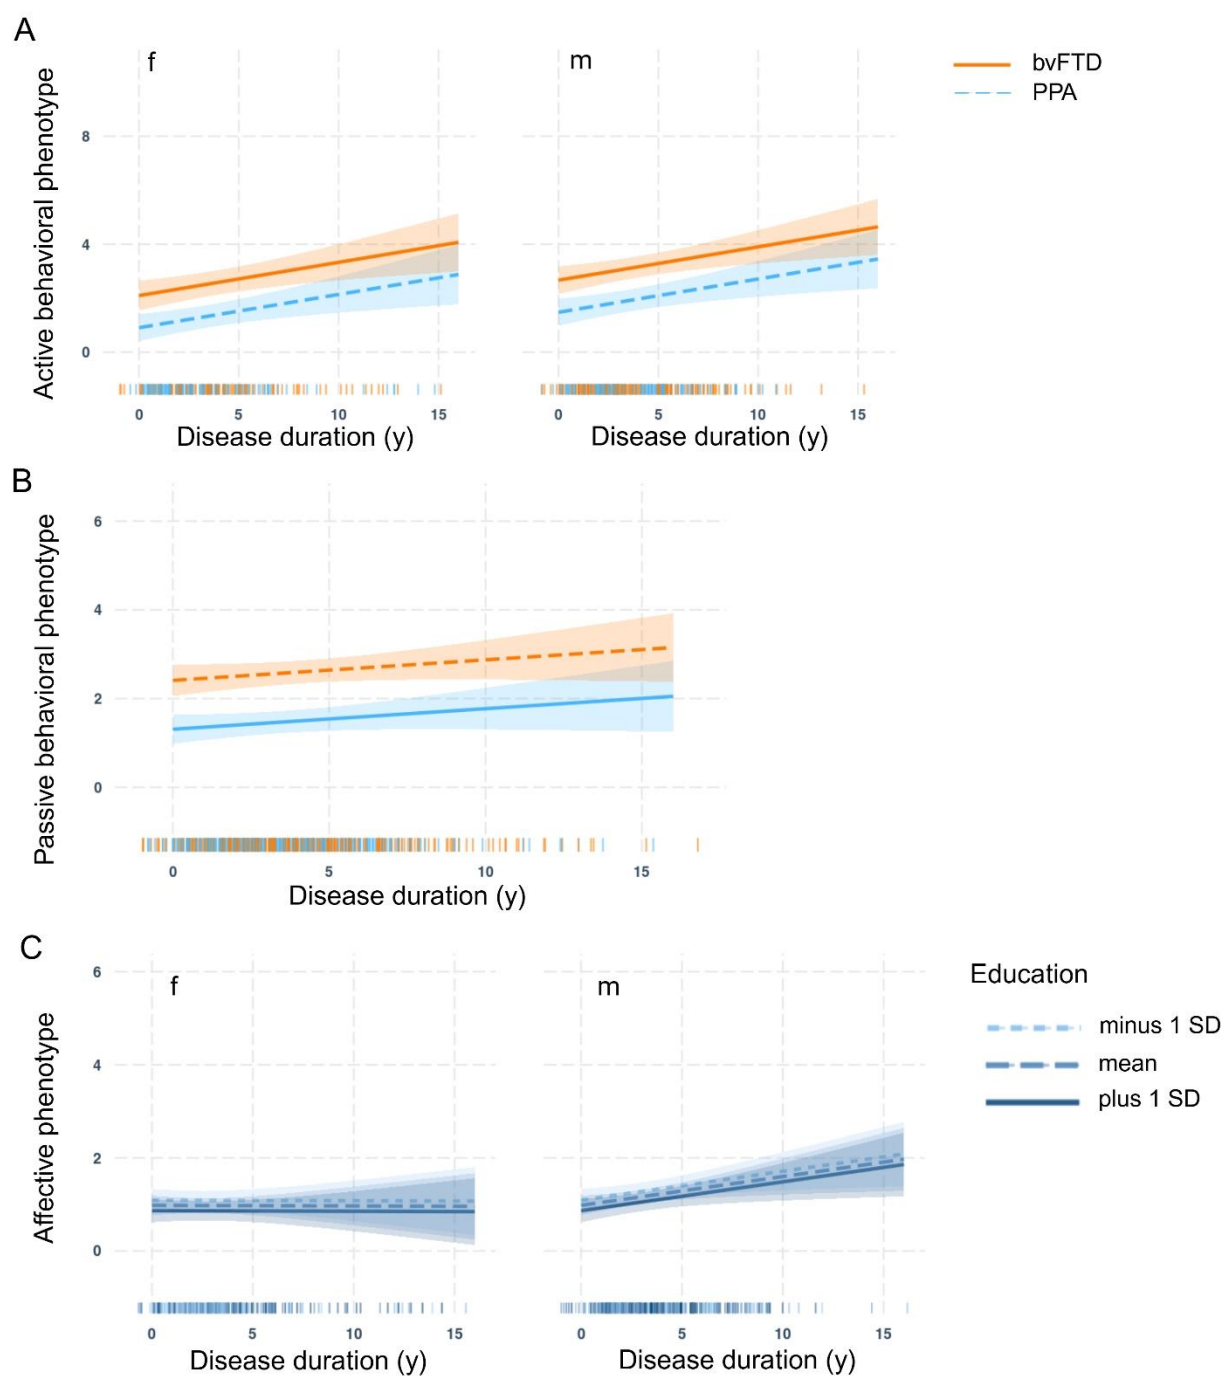 A
f
m
bvFTD
PPA
Active behavioral phenotype
8
4
0
0 5 10 15
0 5 10 15
Disease duration (y)
Disease duration (y)
B
Passive behavioral phenotype
6
4
2
0
0 5 10 15
Disease duration (y)
C
f
m
Education
minus 1 SD
mean
plus 1 SD
Affective phenotype
6
4
2
0
0 5 10 15
0 5 10 15
Disease duration (y)
Disease duration (y)